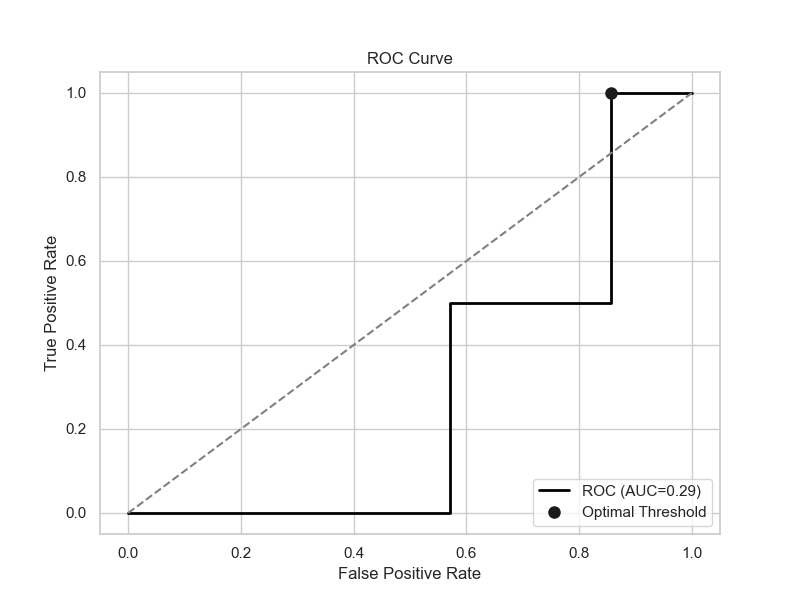 ROC Curve
1.0
0.8
0.6
0.4
0.2
0.0
True Positive Rate
ROC (AUC=0.29)
Optimal Threshold
0.0 0.2 0.4 0.6 0.8 1.0
False Positive Rate